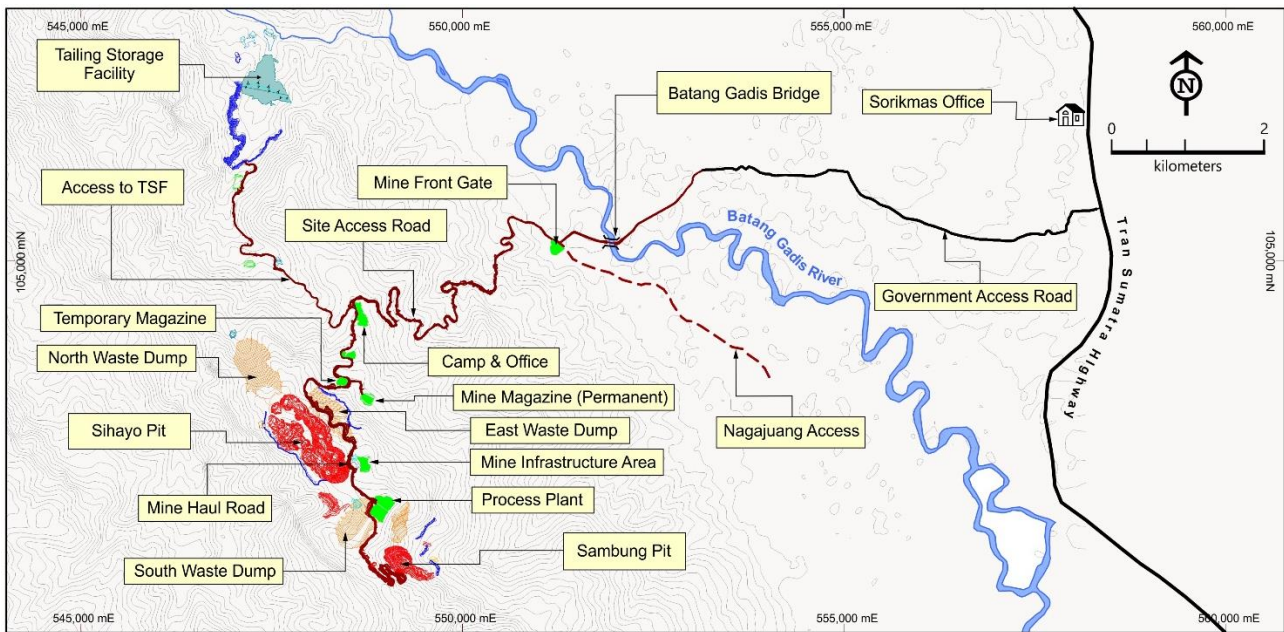 545,000 mE
550,000 mE
555,000 mE
560,000 mE
Tailing Storage
Facility
Batang Gadis Bridge
Sorikmas Office
N
0
2
kilometers
Access to TSF
Mine Front Gate
Site Access Road
Batang Gadis River
Tran Sumatra HIghway
105,000 mN
105,000 mN
Government Access Road
Temporary Magazine
North Waste Dump
Camp & Office
Mine Magazine (Permanent)
Sihayo Pit
East Waste Dump
Nagajuang Access
Mine Infrastructure Area
Mine Haul Road
Process Plant
Sambung Pit
South Waste Dump
545,000 mE
550,000 mE
555,000 mE
560,000 mE